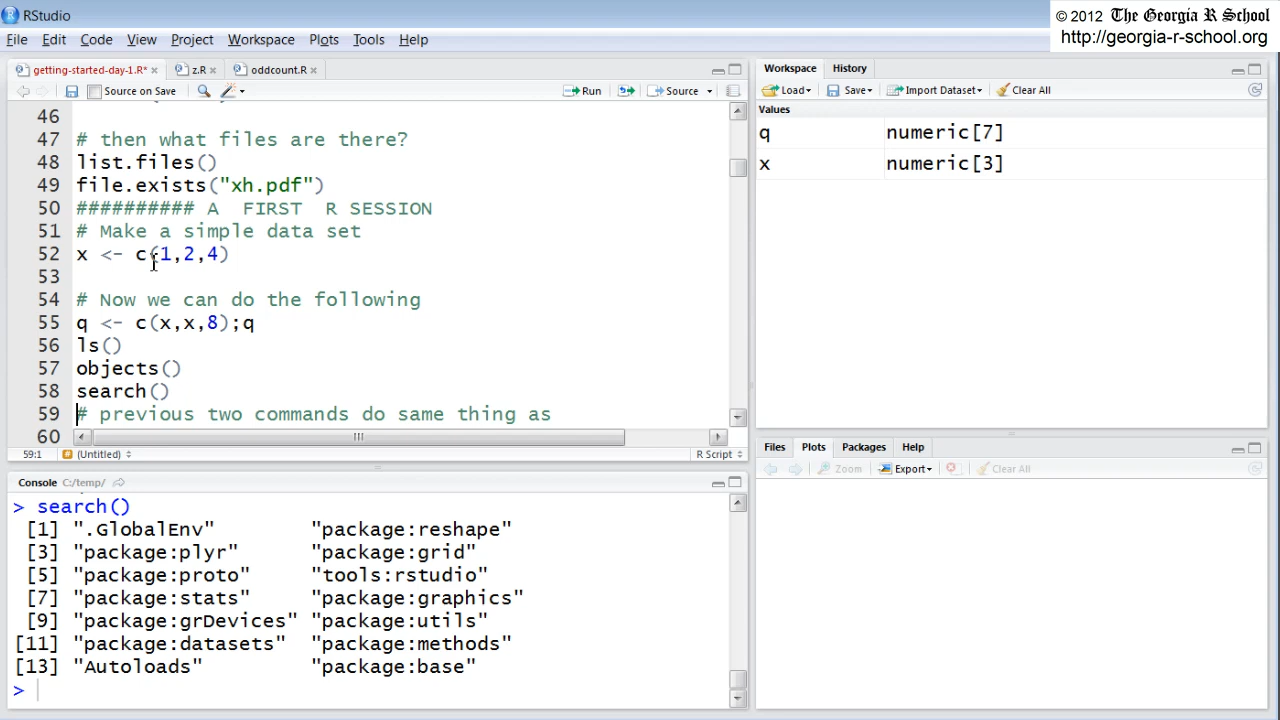 RStudio
© 2012 The Georgia R School
http://georgia-r-school.org
File Edit Code View Project Workspace Plots Tools Help
getting-started-day-1.R* × z.R × oddcount.R ×
Source on Save Run Source
46
47 # then what files are there?
48 list.files()
49 file.exists("xh.pdf")
50 ########## A FIRST R SESSION
51 # Make a simple data set
52 x <- c(1,2,4)
53
54 # Now we can do the following
55 q <- c(x,x,8);q
56 ls()
57 objects()
58 search()
59 # previous two commands do same thing as
60
59:1 # (Untitled) R Script
Console C:/temp/
> search()
[1] ".GlobalEnv" "package:reshape"
[3] "package:plyr" "package:grid"
[5] "package:proto" "tools:rstudio"
[7] "package:stats" "package:graphics"
[9] "package:grDevices" "package:utils"
[11] "package:datasets" "package:methods"
[13] "Autoloads" "package:base"
>
Workspace History
Load Save Import Dataset Clear All
Values
q numeric[7]
x numeric[3]
Files Plots Packages Help
Zoom Export Clear All